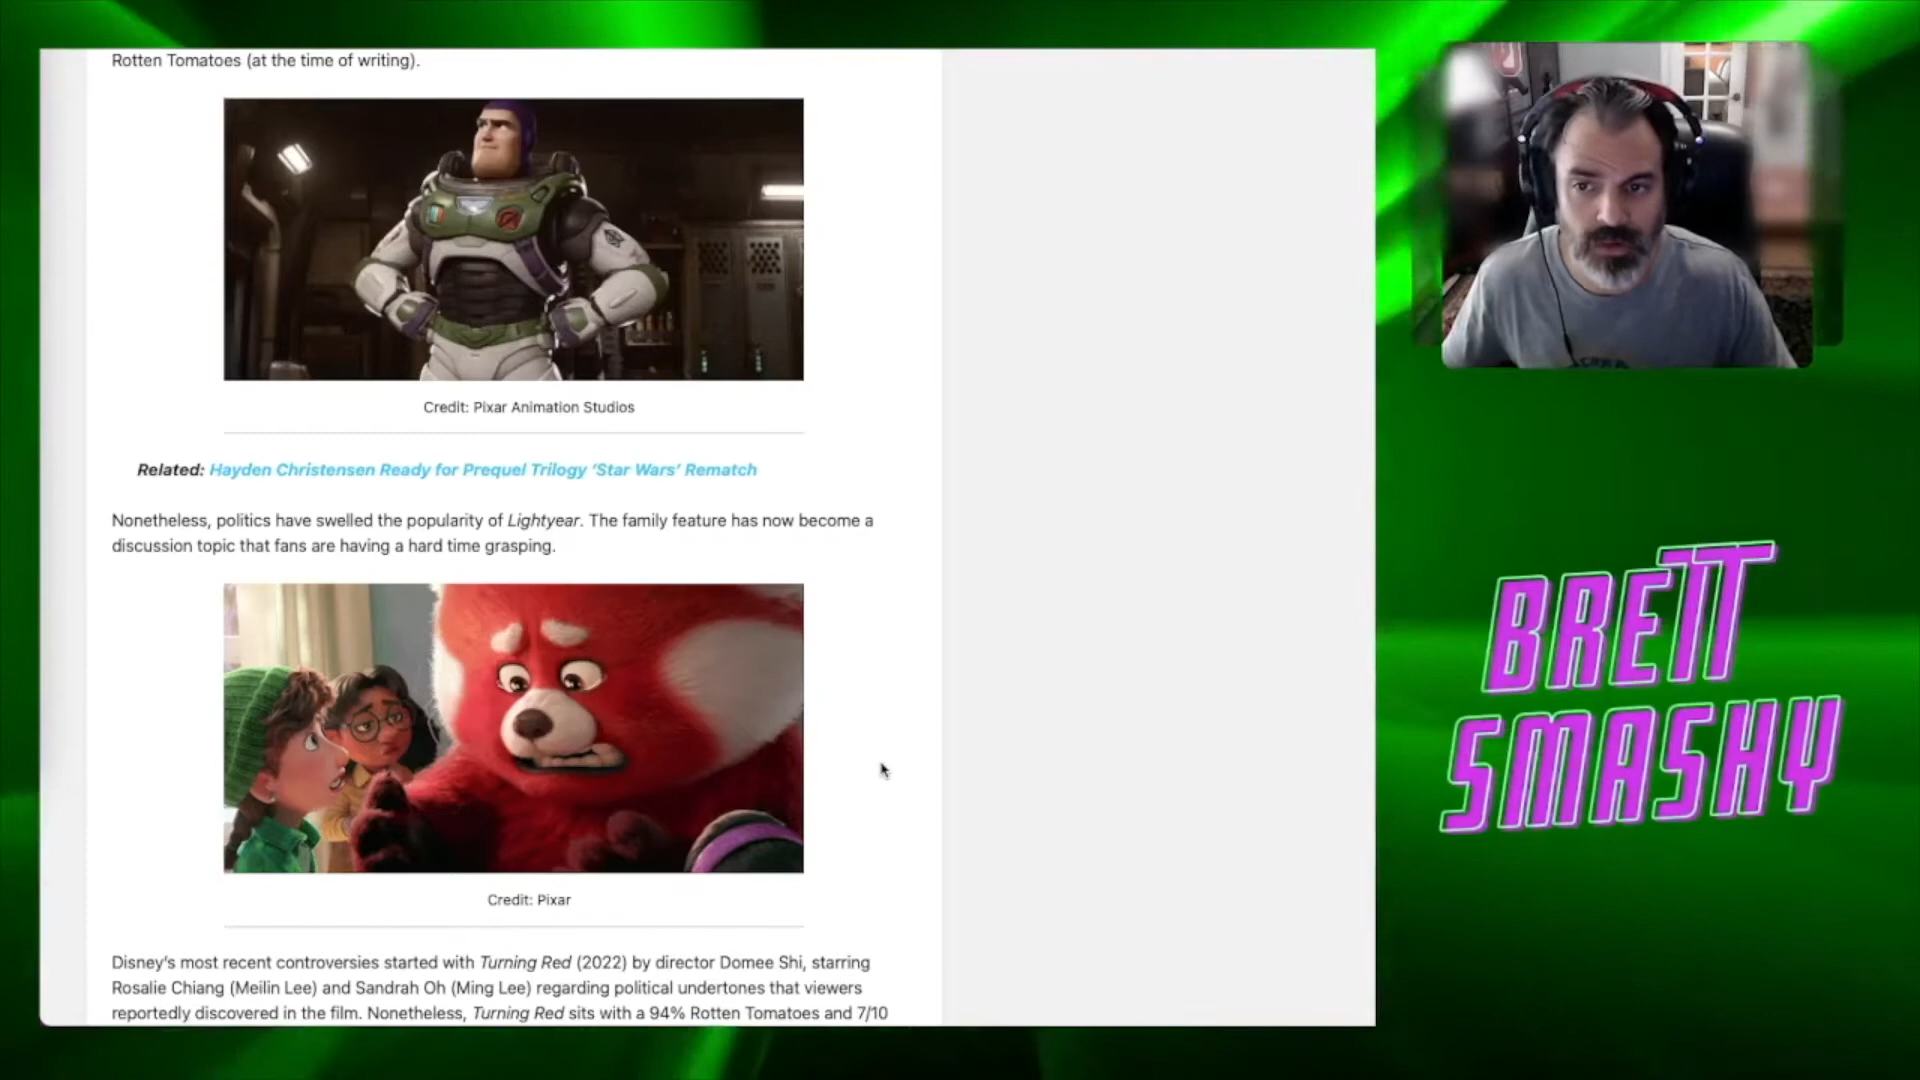 Rotten Tomatoes (at the time of writing).
Credit: Pixar Animation Studios
Related: Hayden Christensen Ready for Prequel Trilogy ‘Star Wars’ Rematch
Nonetheless, politics have swelled the popularity of Lightyear. The family feature has now become a
discussion topic that fans are having a hard time grasping.
Credit: Pixar
Disney’s most recent controversies started with Turning Red (2022) by director Domee Shi, starring
Rosalie Chiang (Meilin Lee) and Sandrah Oh (Ming Lee) regarding political undertones that viewers
reportedly discovered in the film. Nonetheless, Turning Red sits with a 94% Rotten Tomatoes and 7/10
BRETT
SMASHY